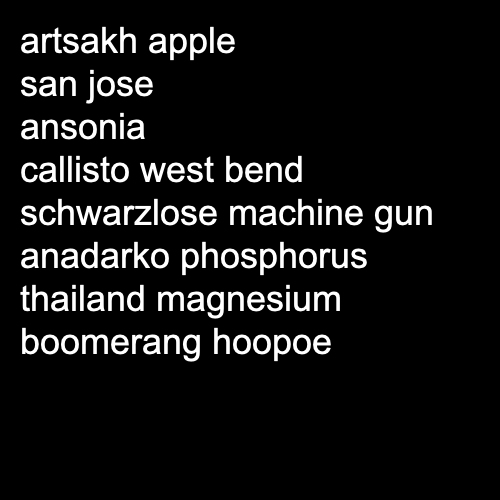 artsakh apple
san jose
ansonia
callisto west bend
schwarzlose machine gun
anadarko phosphorus
thailand magnesium
boomerang hoopoe